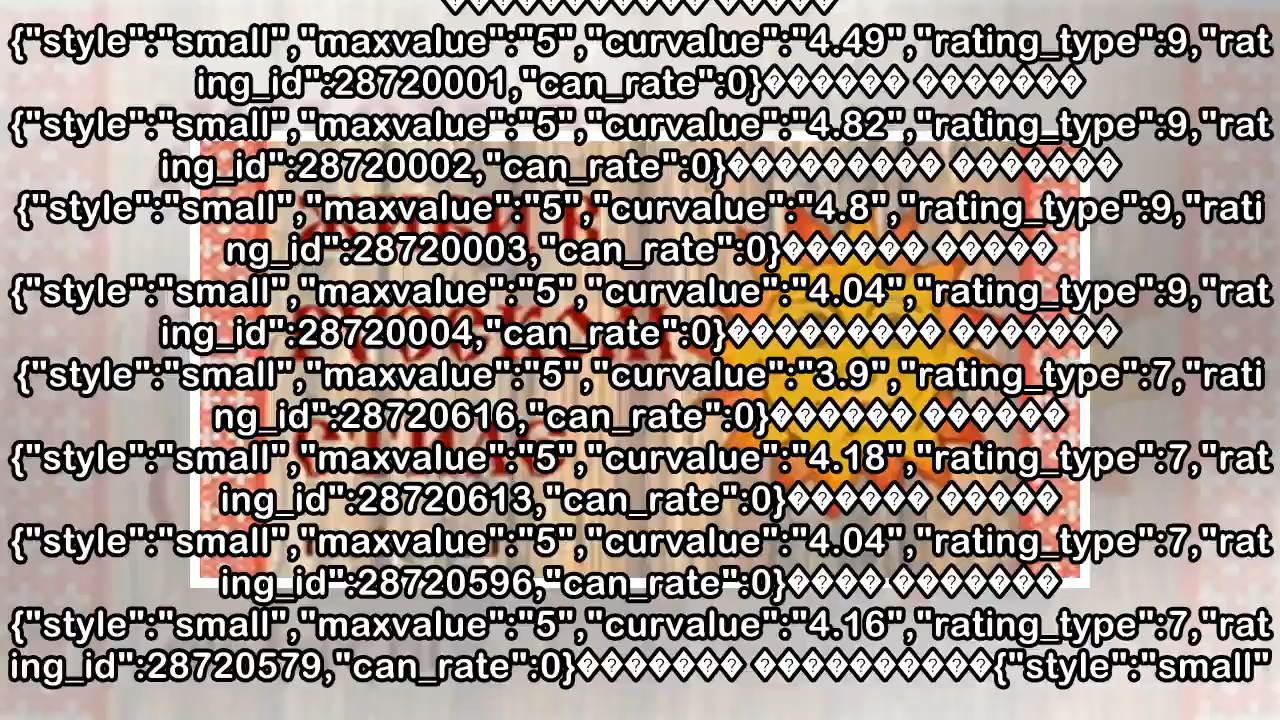 ������������ �����
{"style":"small","maxvalue":"5","curvalue":"4.49","rating_type":9,"rat
ing_id":28720001,"can_rate":0}������ �������
{"style":"small","maxvalue":"5","curvalue":"4.82","rating_type":9,"rat
ing_id":28720002,"can_rate":0}��������� �������
{"style":"small","maxvalue":"5","curvalue":"4.8","rating_type":9,"rati
ng_id":28720003,"can_rate":0}������ �����
{"style":"small","maxvalue":"5","curvalue":"4.04","rating_type":9,"rat
ing_id":28720004,"can_rate":0}��������� �������
{"style":"small","maxvalue":"5","curvalue":"3.9","rating_type":7,"rati
ng_id":28720616,"can_rate":0}������ ������
{"style":"small","maxvalue":"5","curvalue":"4.18","rating_type":7,"rat
ing_id":28720613,"can_rate":0}������ �����
{"style":"small","maxvalue":"5","curvalue":"4.04","rating_type":7,"rat
ing_id":28720596,"can_rate":0}���� �������
{"style":"small","maxvalue":"5","curvalue":"4.16","rating_type":7,"rat
ing_id":28720579,"can_rate":0}������� ����������{"style":"small"